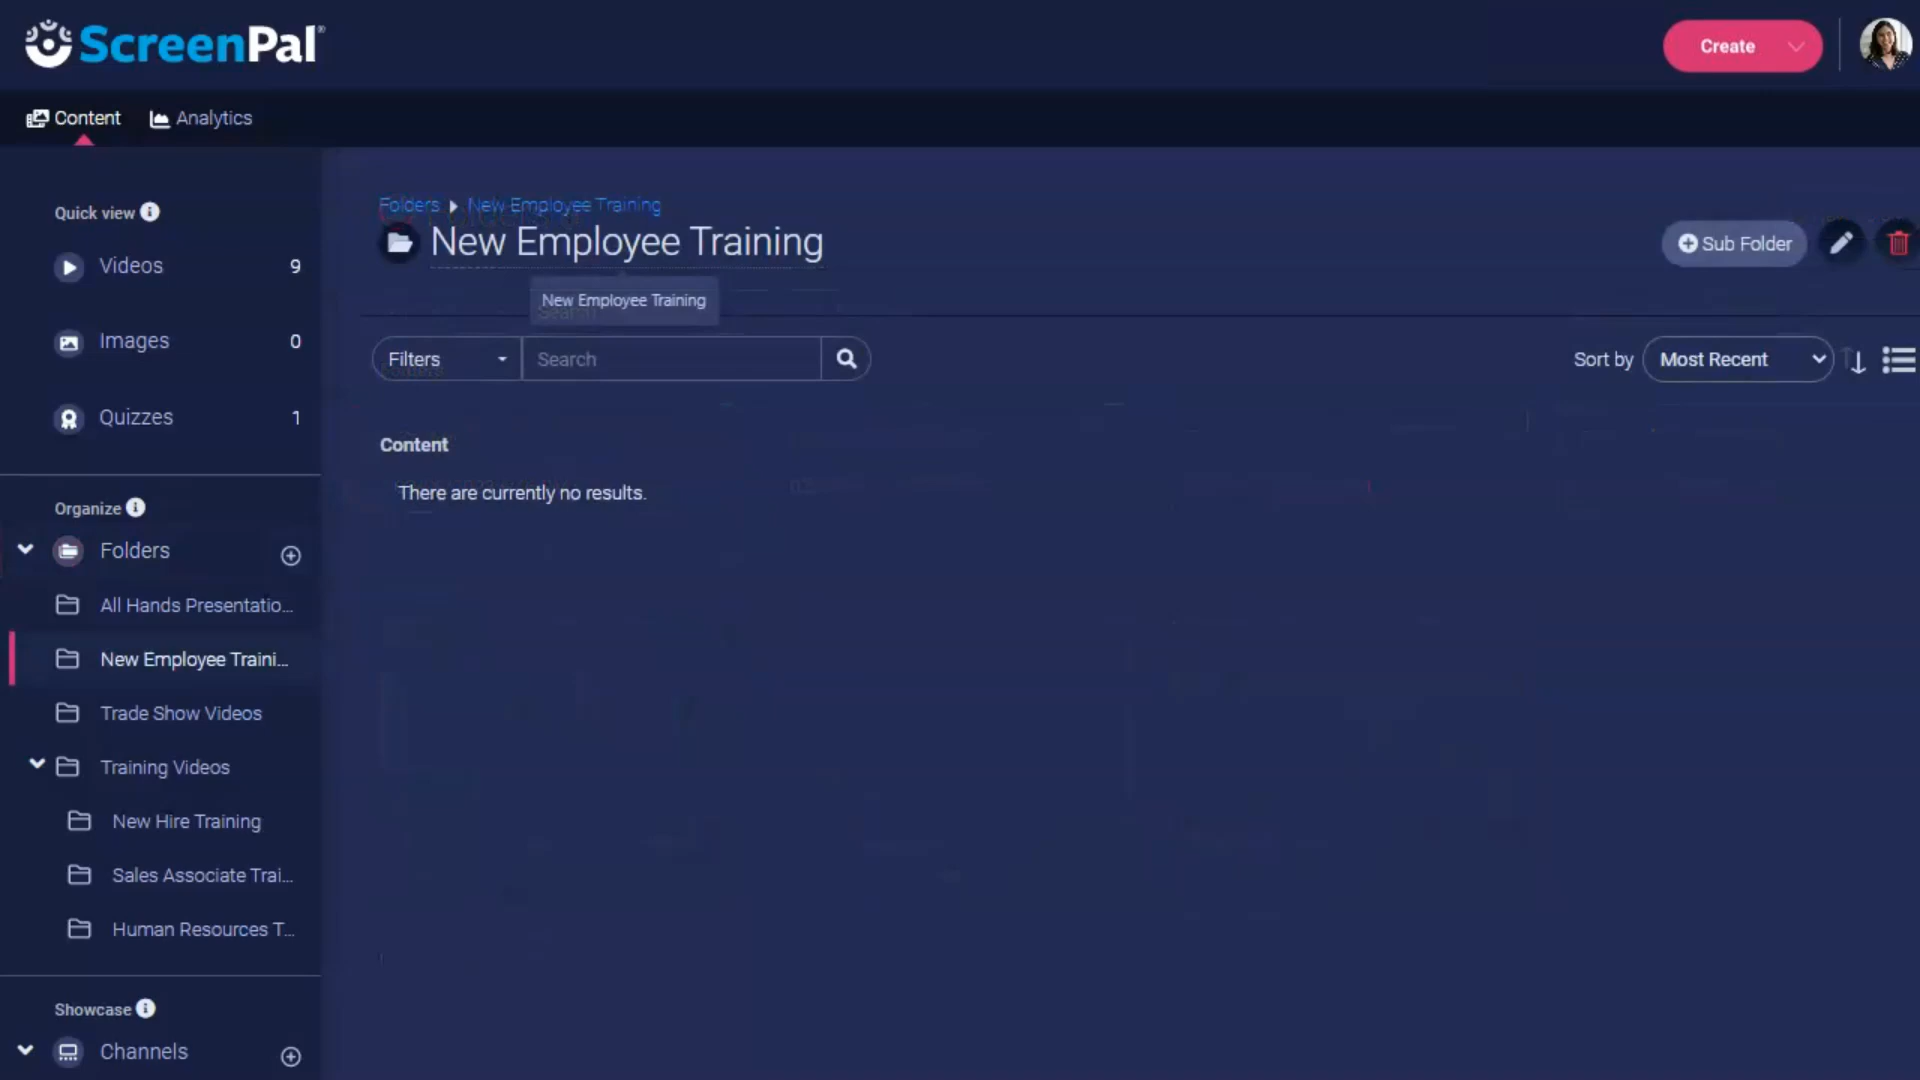 ScreenPal®
Create
Content
Analytics
Quick view
Videos 9
Images 0
Quizzes 1
Organize
Folders
All Hands Presentatio...
New Employee Traini...
Trade Show Videos
Training Videos
New Hire Training
Sales Associate Trai...
Human Resources T...
Showcase
Channels
Folders New Employee Training
New Employee Training
Sub Folder
New Employee Training
Filters
Search
Sort by Most Recent
Content
There are currently no results.